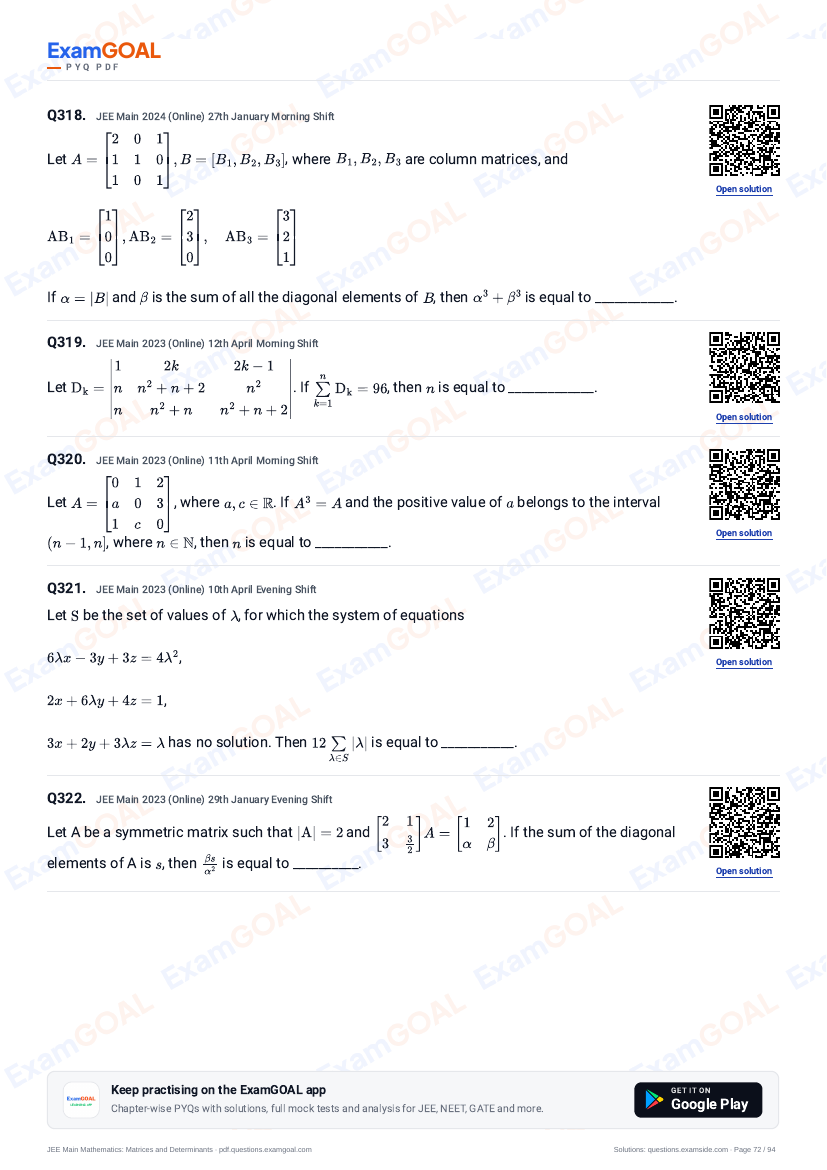 ExamGOAL
PYQ PDF
Q318. JEE Main 2024 (Online) 27th January Morning Shift
Let A = [2 0 1; 1 1 0; 1 0 1], B = [B₁, B₂, B₃], where B₁, B₂, B₃ are column matrices, and
Open solution
AB₁ = [1; 0; 0], AB₂ = [2; 3; 0], AB₃ = [3; 2; 1]
If α = |B| and β is the sum of all the diagonal elements of B, then α³ + β³ is equal to ____________.
Q319. JEE Main 2023 (Online) 12th April Morning Shift
Let Dₖ = |1 2k 2k − 1; n n² + n + 2 n²; n n² + n n² + n + 2|. If ∑ₖ₌₁ⁿ Dₖ = 96, then n is equal to _____________.
Open solution
Q320. JEE Main 2023 (Online) 11th April Morning Shift
Let A = [0 1 2; a 0 3; 1 c 0], where a, c ∈ ℝ. If A³ = A and the positive value of a belongs to the interval
(n − 1, n], where n ∈ ℕ, then n is equal to ___________.
Open solution
Q321. JEE Main 2023 (Online) 10th April Evening Shift
Let S be the set of values of λ, for which the system of equations
6λx − 3y + 3z = 4λ²,
Open solution
2x + 6λy + 4z = 1,
3x + 2y + 3λz = λ has no solution. Then 12 ∑_{λ∈S} |λ| is equal to ___________.
Q322. JEE Main 2023 (Online) 29th January Evening Shift
Let A be a symmetric matrix such that |A| = 2 and [2 1; 3 3/2] A = [1 2; α β]. If the sum of the diagonal
elements of A is s, then βs/α² is equal to __________.
Open solution
Keep practising on the ExamGOAL app
Chapter-wise PYQs with solutions, full mock tests and analysis for JEE, NEET, GATE and more.
GET IT ON
Google Play
JEE Main Mathematics: Matrices and Determinants · pdf.questions.examgoal.com
Solutions: questions.examside.com · Page 72 / 94